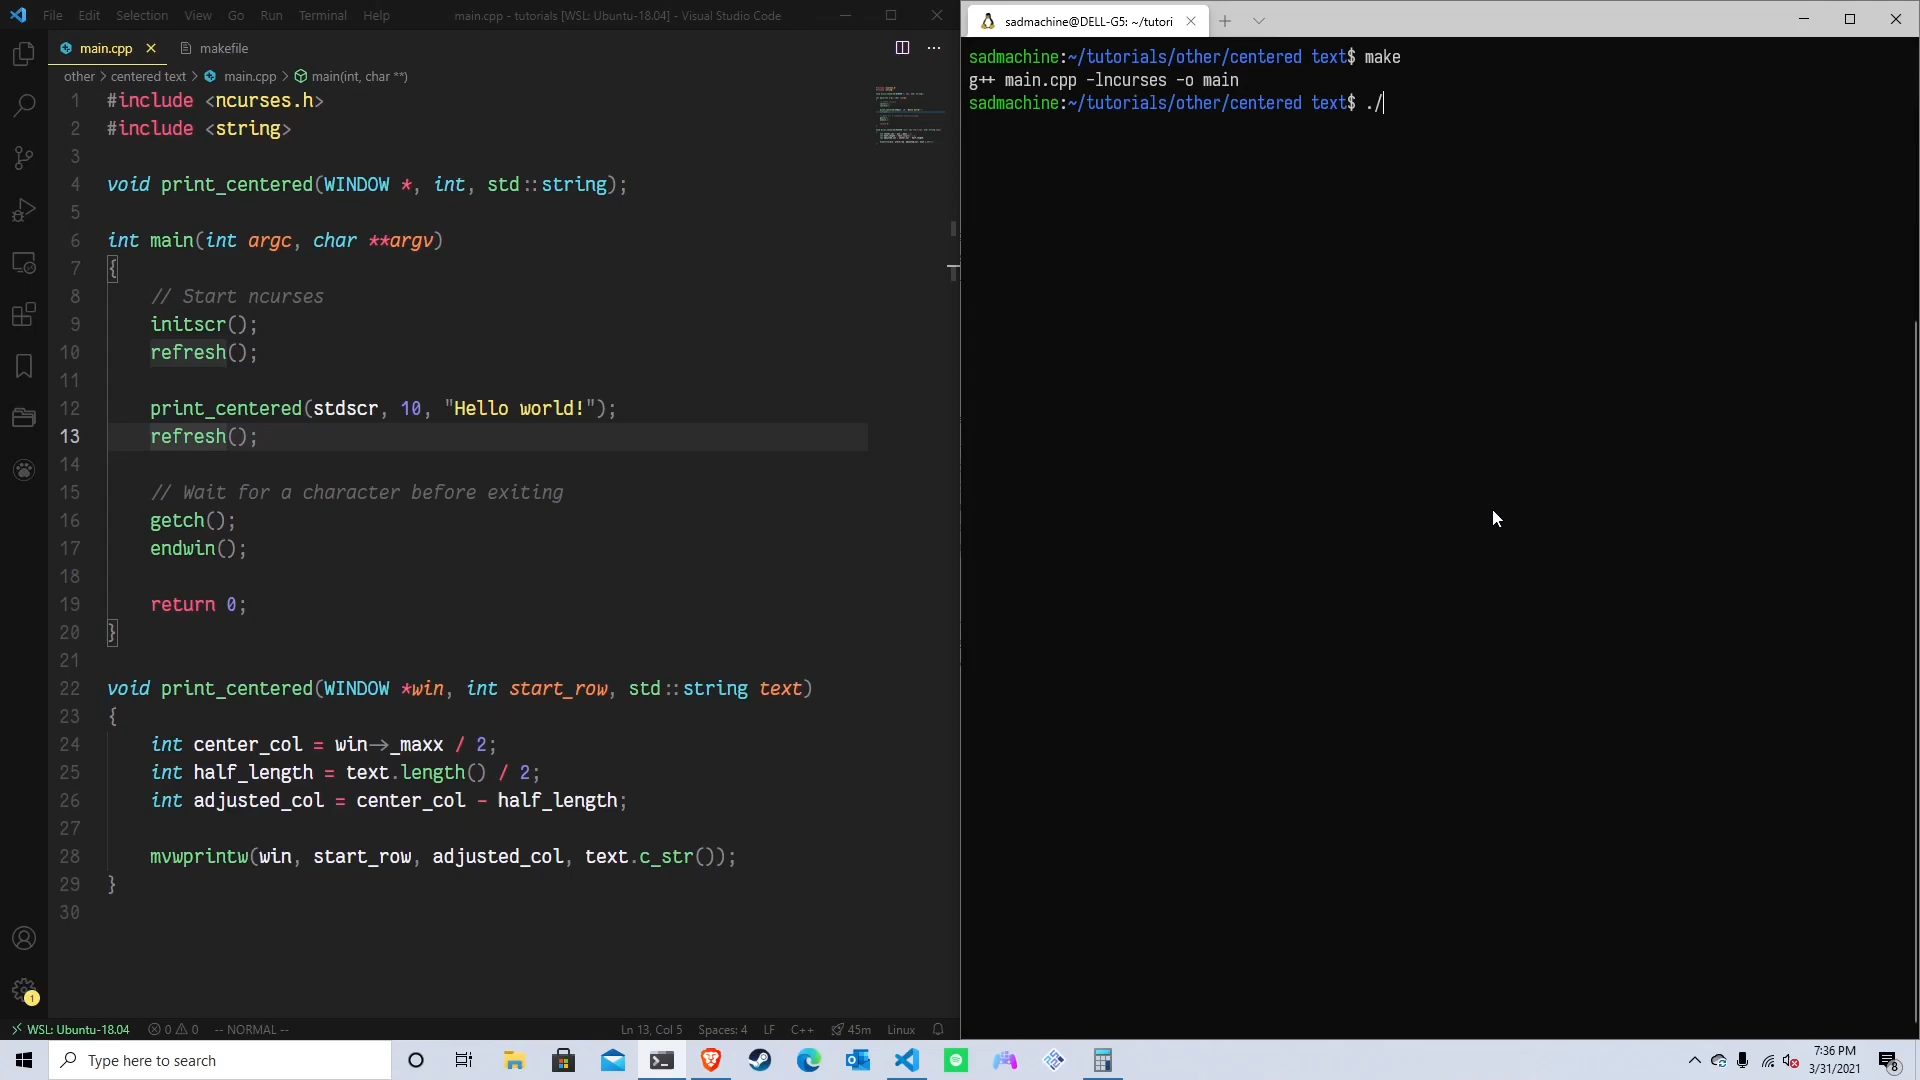 File Edit Selection View Go Run Terminal Help
main.cpp - tutorials [WSL: Ubuntu-18.04] - Visual Studio Code
main.cpp
makefile
other > centered text > main.cpp > main(int, char **)
1 #include <ncurses.h>
2 #include <string>
3
4 void print_centered(WINDOW *, int, std::string);
5
6 int main(int argc, char **argv)
7 {
8 // Start ncurses
9 initscr();
10 refresh();
11
12 print_centered(stdscr, 10, "Hello world!");
13 refresh();
14
15 // Wait for a character before exiting
16 getch();
17 endwin();
18
19 return 0;
20 }
21
22 void print_centered(WINDOW *win, int start_row, std::string text)
23 {
24 int center_col = win->_maxx / 2;
25 int half_length = text.length() / 2;
26 int adjusted_col = center_col - half_length;
27
28 mvwprintw(win, start_row, adjusted_col, text.c_str());
29 }
30
1
WSL: Ubuntu-18.04 0 0 -- NORMAL -- Ln 13, Col 5 Spaces: 4 LF C++ 45m Linux
sadmachine@DELL-G5: ~/tutori
sadmachine:~/tutorials/other/centered text$ make
g++ main.cpp -lncurses -o main
sadmachine:~/tutorials/other/centered text$ ./
Type here to search
7:36 PM
3/31/2021
8